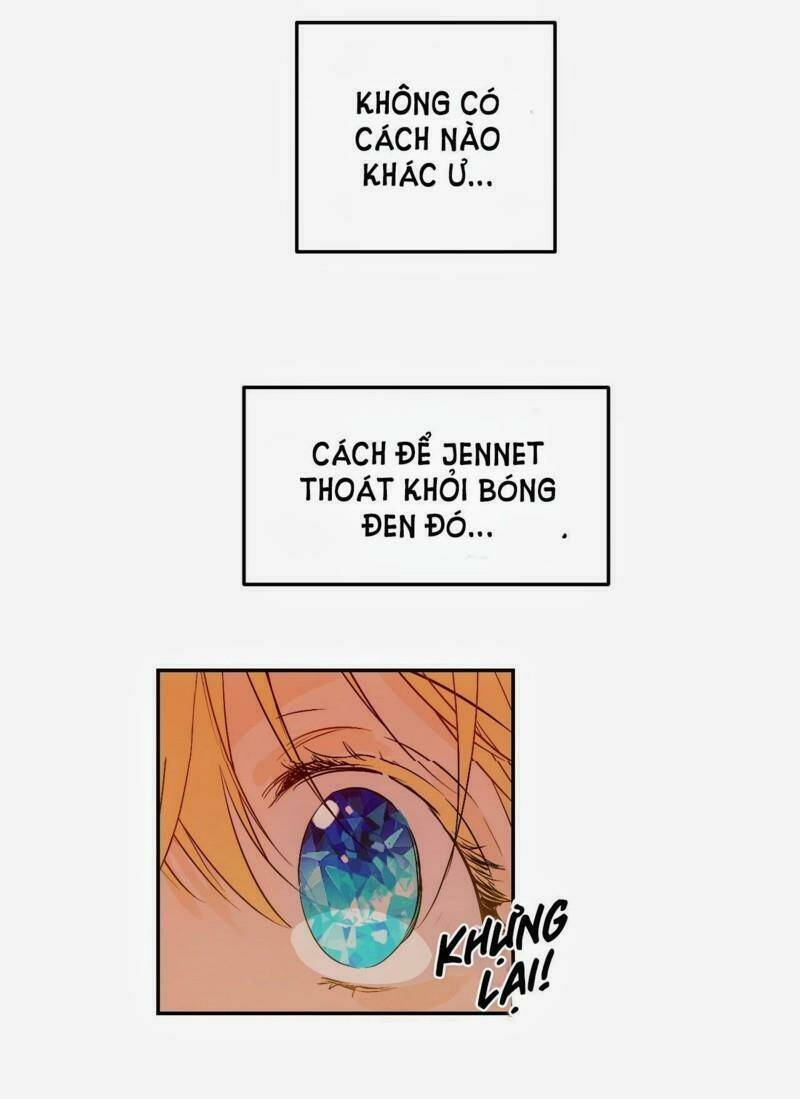 KHÔNG CÓ
CÁCH NÀO
KHÁC Ư...
CÁCH ĐỂ JENNET
THOÁT KHỎI BÓNG
ĐEN ĐÓ...
KHỰNG
LẠI!